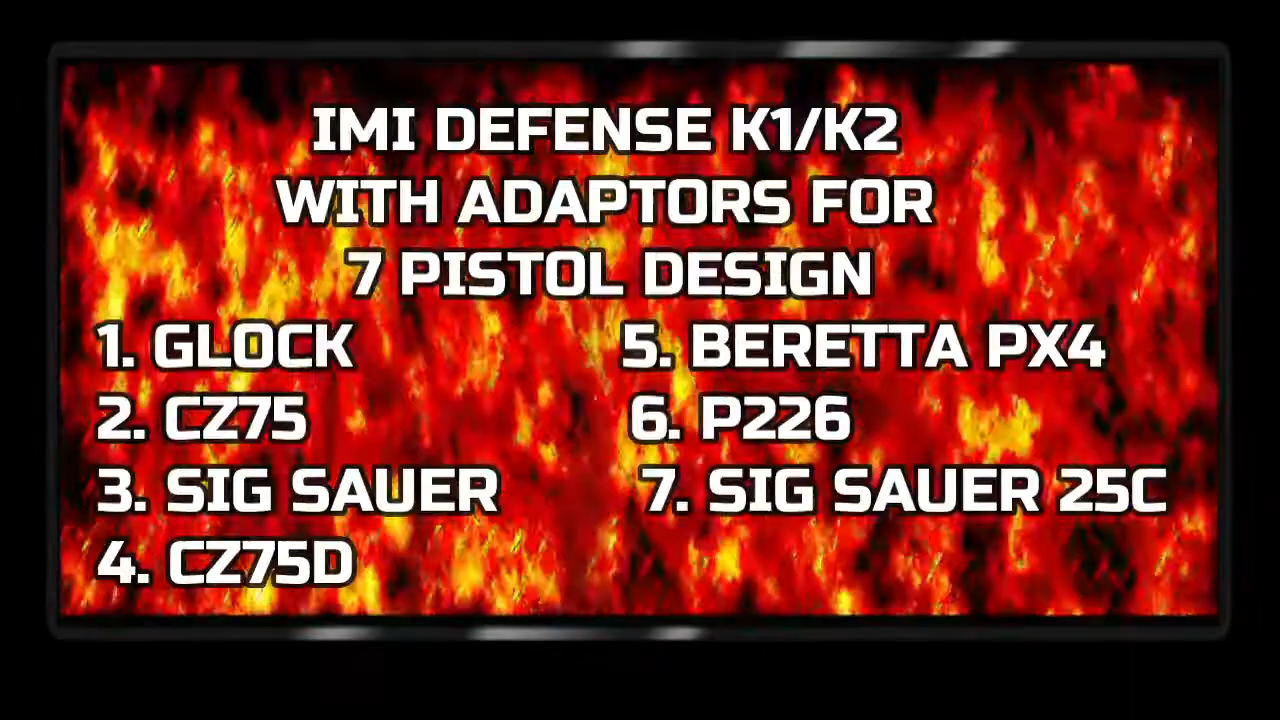 IMI DEFENSE K1/K2
WITH ADAPTORS FOR
7 PISTOL DESIGN
1. GLOCK
2. CZ75
3. SIG SAUER
4. CZ75D
5. BERETTA PX4
6. P226
7. SIG SAUER 25C